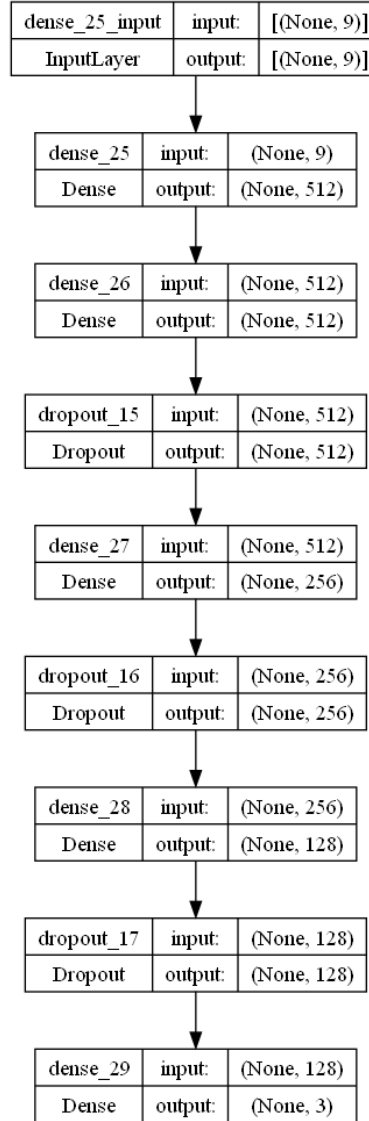 dense_25_input input: [(None, 9)]
InputLayer output: [(None, 9)]
dense_25 input: (None, 9)
Dense output: (None, 512)
dense_26 input: (None, 512)
Dense output: (None, 512)
dropout_15 input: (None, 512)
Dropout output: (None, 512)
dense_27 input: (None, 512)
Dense output: (None, 256)
dropout_16 input: (None, 256)
Dropout output: (None, 256)
dense_28 input: (None, 256)
Dense output: (None, 128)
dropout_17 input: (None, 128)
Dropout output: (None, 128)
dense_29 input: (None, 128)
Dense output: (None, 3)